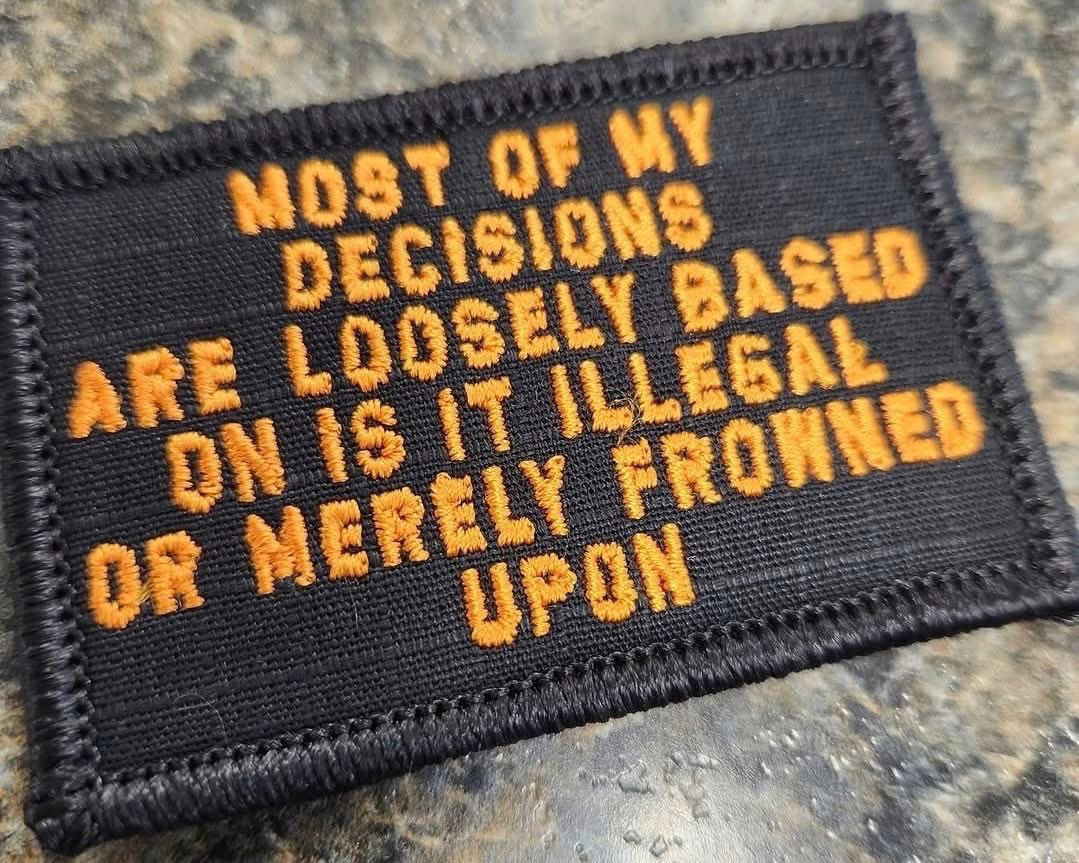 MOST OF MY
DECISIONS
ARE LOOSELY BASED
ON IS IT ILLEGAL
OR MERELY FROWNED
UPON